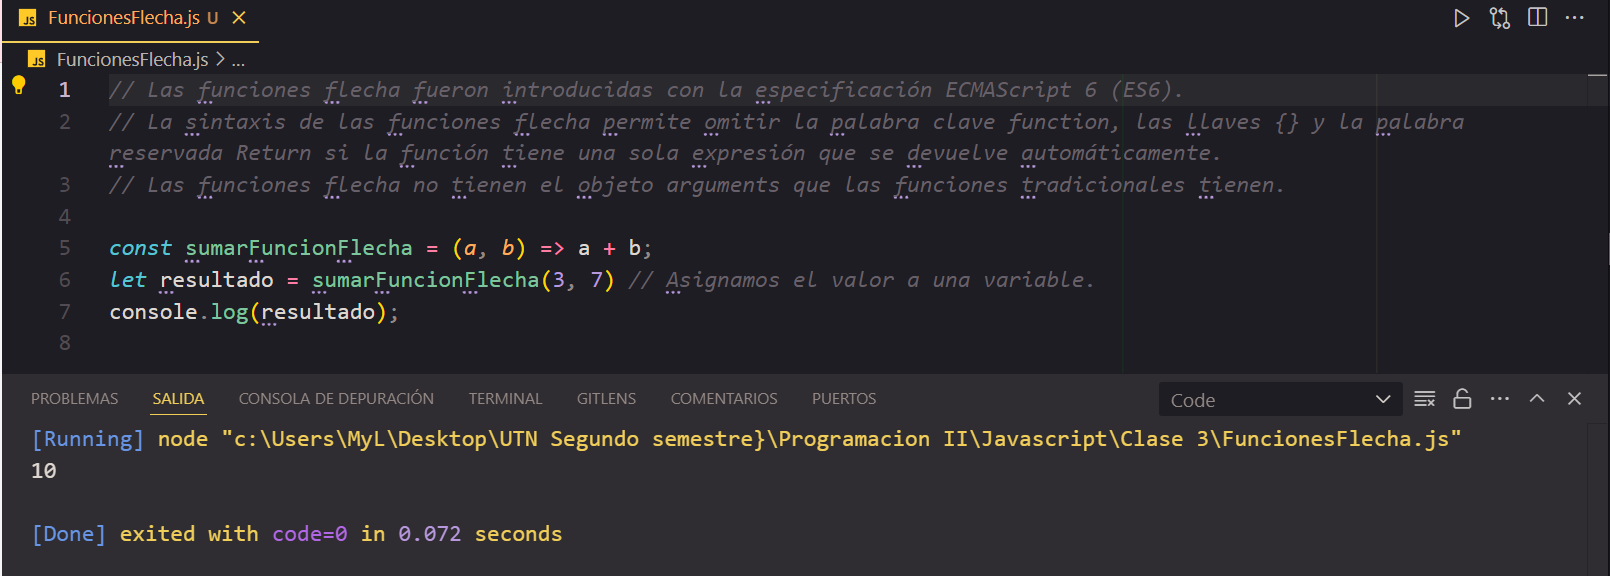 JS FuncionesFlecha.js U
JS FuncionesFlecha.js > ...
1 // Las funciones flecha fueron introducidas con la especificación ECMAScript 6 (ES6).
2 // La sintaxis de las funciones flecha permite omitir la palabra clave function, las llaves {} y la palabra
reservada Return si la función tiene una sola expresión que se devuelve automáticamente.
3 // Las funciones flecha no tienen el objeto arguments que las funciones tradicionales tienen.
4
5 const sumarFuncionFlecha = (a, b) => a + b;
6 let resultado = sumarFuncionFlecha(3, 7) // Asignamos el valor a una variable.
7 console.log(resultado);
8
PROBLEMAS SALIDA CONSOLA DE DEPURACIÓN TERMINAL GITLENS COMENTARIOS PUERTOS Code
[Running] node "c:\Users\MyL\Desktop\UTN Segundo semestre}\Programacion II\Javascript\Clase 3\FuncionesFlecha.js"
10
[Done] exited with code=0 in 0.072 seconds